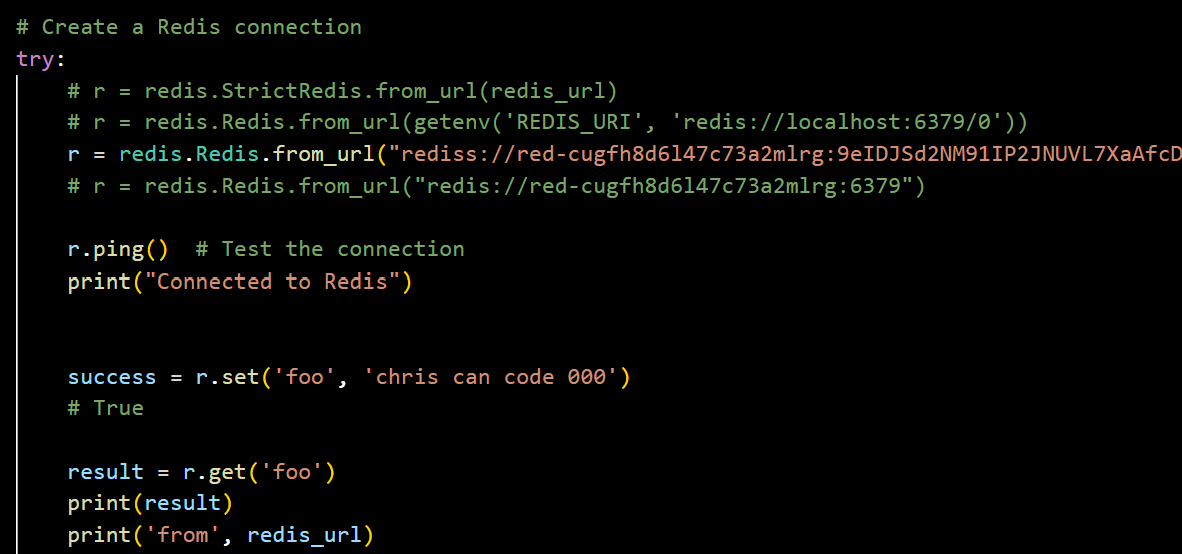 # Create a Redis connection
try:
# r = redis.StrictRedis.from_url(redis_url)
# r = redis.Redis.from_url(getenv('REDIS_URI', 'redis://localhost:6379/0'))
r = redis.Redis.from_url("rediss://red-cugfh8d6l47c73a2mlrg:9eIDJSd2NM91IP2JNUVL7XaAfcD
# r = redis.Redis.from_url("redis://red-cugfh8d6l47c73a2mlrg:6379")
r.ping()  # Test the connection
print("Connected to Redis")
success = r.set('foo', 'chris can code 000')
# True
result = r.get('foo')
print(result)
print('from', redis_url)